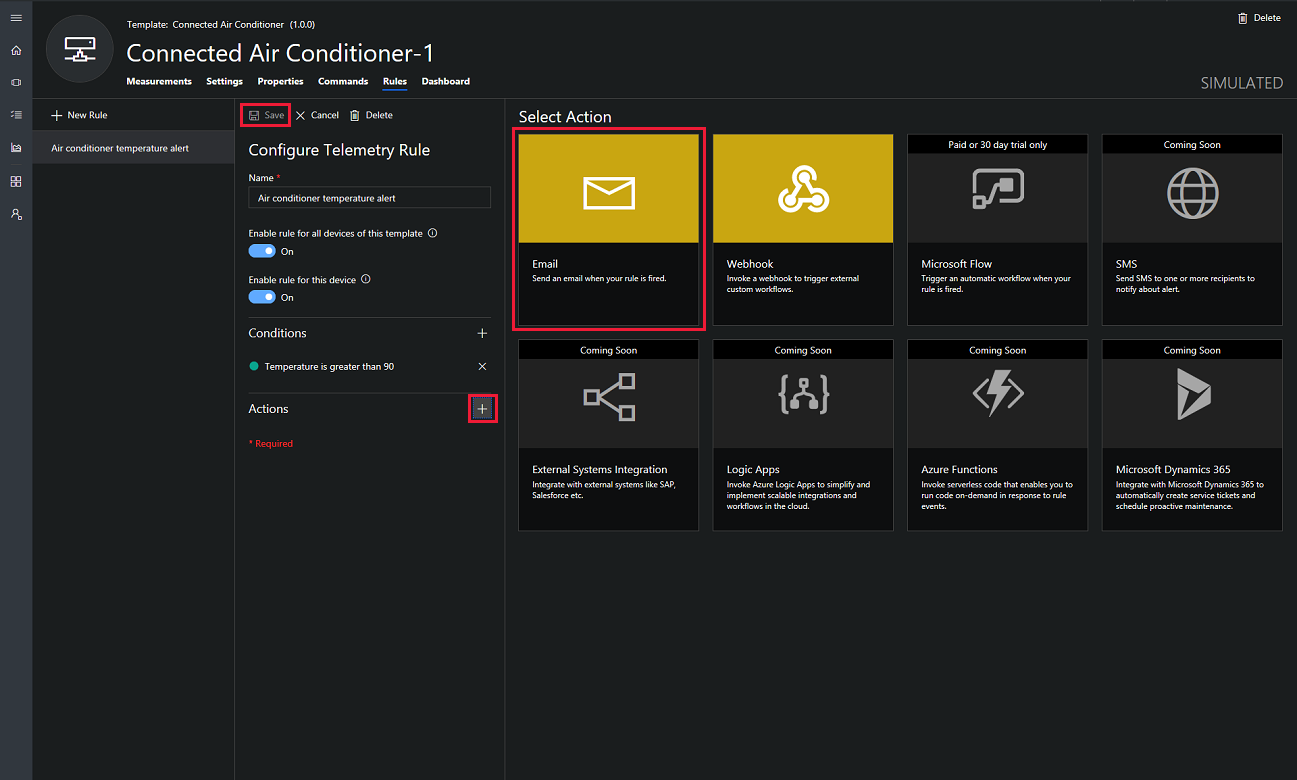 Template: Connected Air Conditioner (1.0.0)
Delete
Connected Air Conditioner-1
Measurements Settings Properties Commands Rules Dashboard
SIMULATED
New Rule
Air conditioner temperature alert
Save Cancel Delete
Configure Telemetry Rule
Name *
Air conditioner temperature alert
Enable rule for all devices of this template
On
Enable rule for this device
On
Conditions
Temperature is greater than 90
Actions
* Required
Select Action
Email
Send an email when your rule is fired.
Webhook
Invoke a webhook to trigger external
custom workflows.
Paid or 30 day trial only
Microsoft Flow
Trigger an automatic workflow when your
rule is fired.
Coming Soon
SMS
Send SMS to one or more recipients to
notify about alert.
Coming Soon
External Systems Integration
Integrate with external systems like SAP,
Salesforce etc.
Coming Soon
Logic Apps
Invoke Azure Logic Apps to simplify and
implement scalable integrations and
workflows in the cloud.
Coming Soon
Azure Functions
Invoke serverless code that enables you to
run code on-demand in response to rule
events.
Coming Soon
Microsoft Dynamics 365
Integrate with Microsoft Dynamics 365 to
automatically create service tickets and
schedule proactive maintenance.